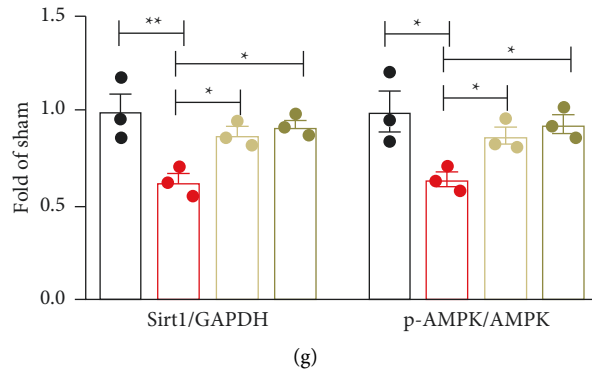 1.5
1.0
0.5
0.0
Fold of sham
**
*
*
*
*
*
Sirt1/GAPDH
p-AMPK/AMPK
(g)